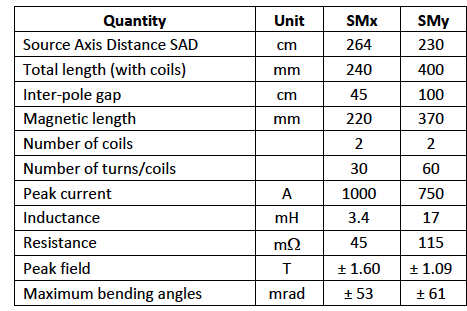 Quantity Unit SMx SMy
Source Axis Distance SAD cm 264 230
Total length (with coils) mm 240 400
Inter-pole gap cm 45 100
Magnetic length mm 220 370
Number of coils 2 2
Number of turns/coils 30 60
Peak current A 1000 750
Inductance mH 3.4 17
Resistance mΩ 45 115
Peak field T ± 1.60 ± 1.09
Maximum bending angles mrad ± 53 ± 61